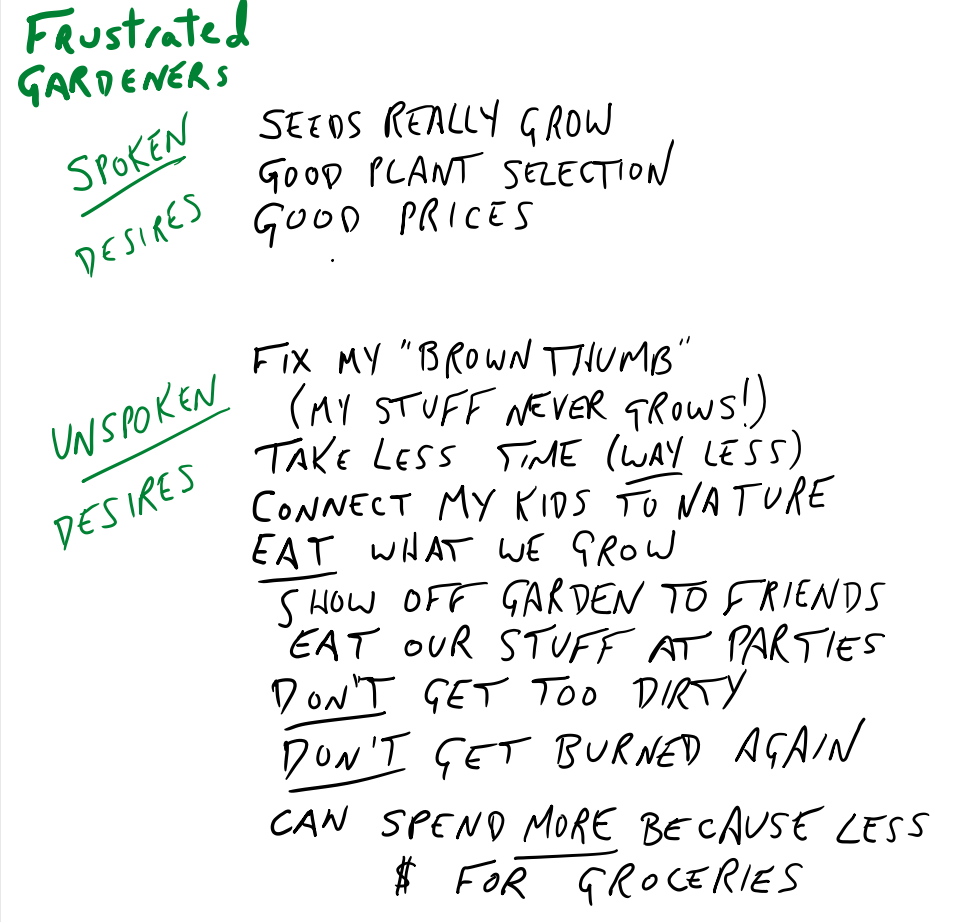 Frustrated
GARDENERS
SPOKEN
DESIRES
SEEDS REALLY GROW
GOOD PLANT SELECTION
GOOD PRICES
UNSPOKEN
DESIRES
FIX MY "BROWN THUMB"
(MY STUFF NEVER GROWS!)
TAKE LESS TIME (WAY LESS)
CONNECT MY KIDS TO NATURE
EAT WHAT WE GROW
SHOW OFF GARDEN TO FRIENDS
EAT OUR STUFF AT PARTIES
DON'T GET TOO DIRTY
DON'T GET BURNED AGAIN
CAN SPEND MORE BECAUSE LESS
$ FOR GROCERIES